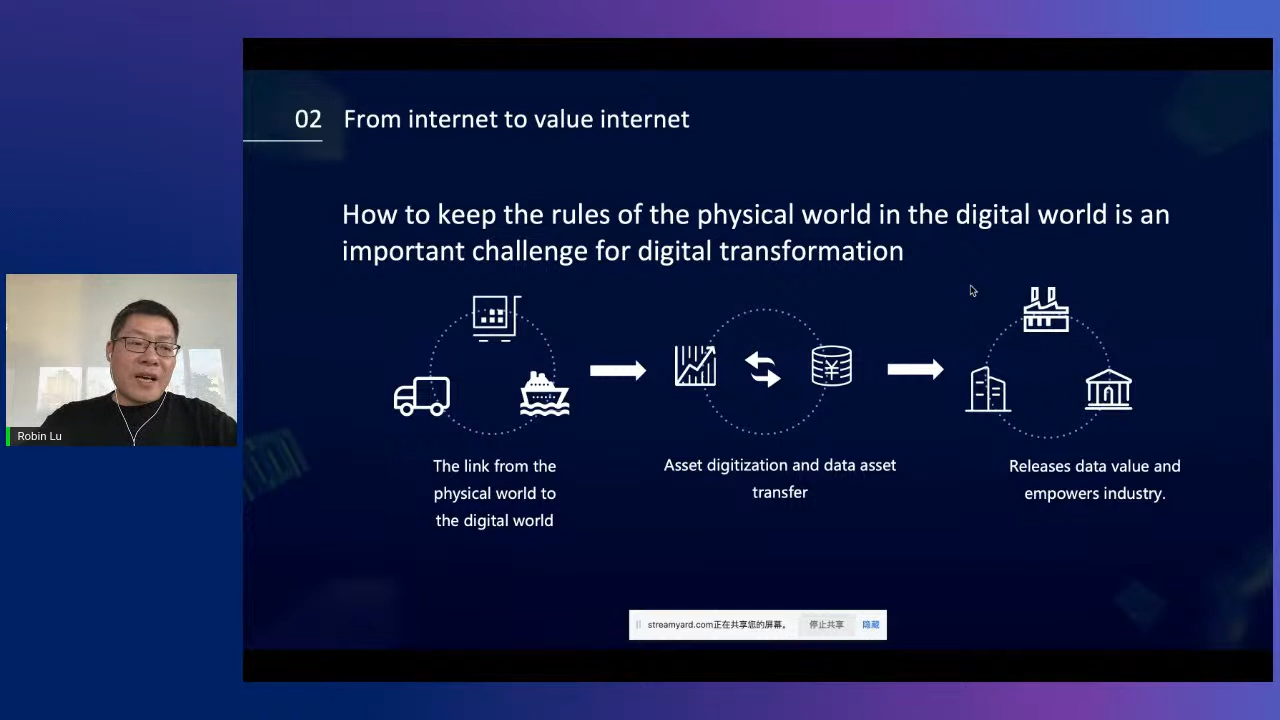 02 From internet to value internet
How to keep the rules of the physical world in the digital world is an
important challenge for digital transformation
The link from the
physical world to
the digital world
Asset digitization and data asset
transfer
Releases data value and
empowers industry.
Robin Lu
streamyard.com正在共享您的屏幕。 停止共享 隐藏